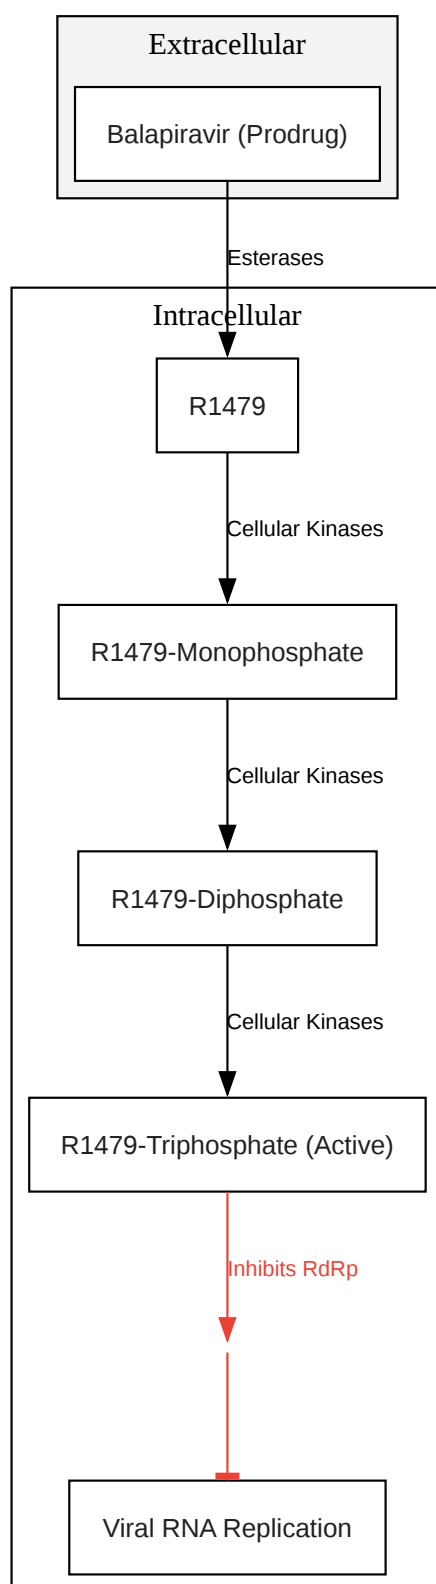 Extracellular
Balapiravir (Prodrug)
Esterases
Intracellular
R1479
Cellular Kinases
R1479-Monophosphate
Cellular Kinases
R1479-Diphosphate
Cellular Kinases
R1479-Triphosphate (Active)
Inhibits RdRp
Viral RNA Replication